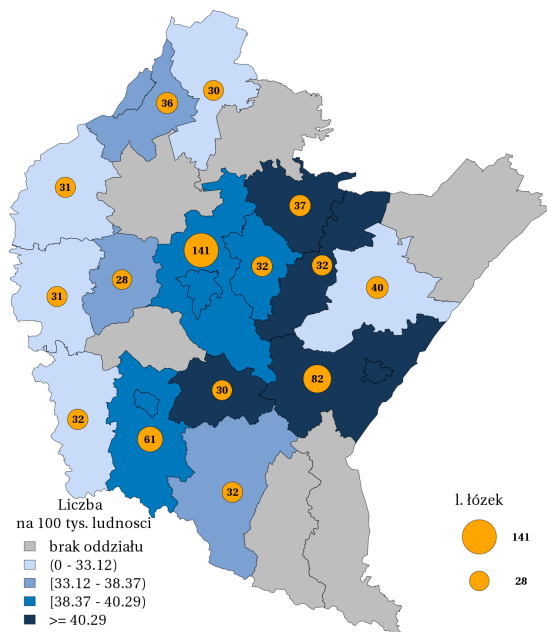 30
36
31
37
141
32
32
28
40
31
82
30
32
61
32
Liczba
na 100 tys. ludnosci
brak oddziału
(0 - 33.12)
[33.12 - 38.37)
[38.37 - 40.29)
>= 40.29
l. łózek
141
28